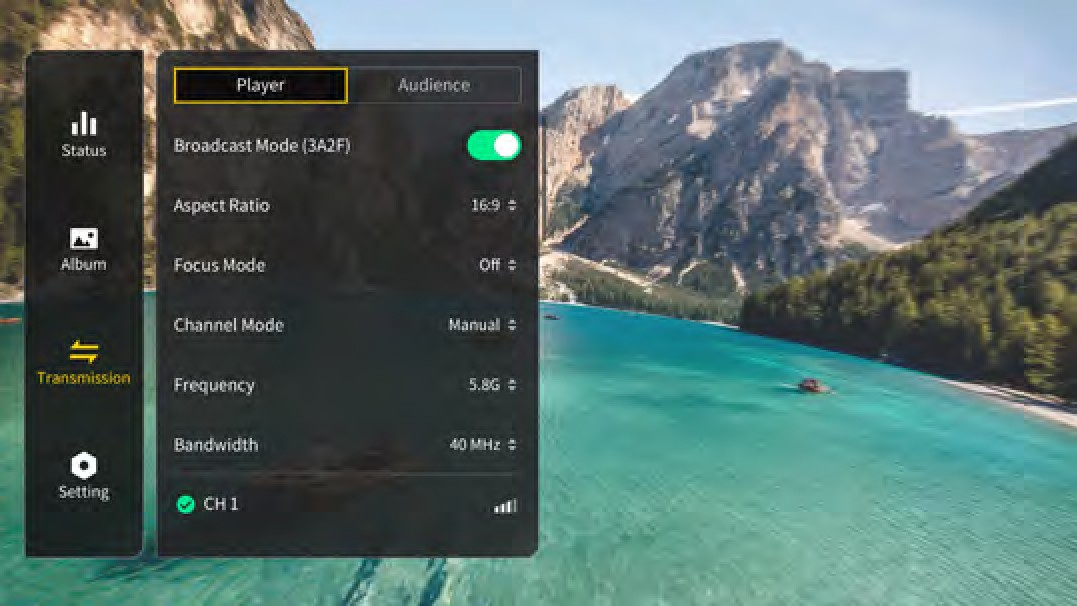 Status
Album
Transmission
Setting
Player
Audience
Broadcast Mode (3A2F)
Aspect Ratio 16:9
Focus Mode Off
Channel Mode Manual
Frequency 5.8G
Bandwidth 40 MHz
CH 1